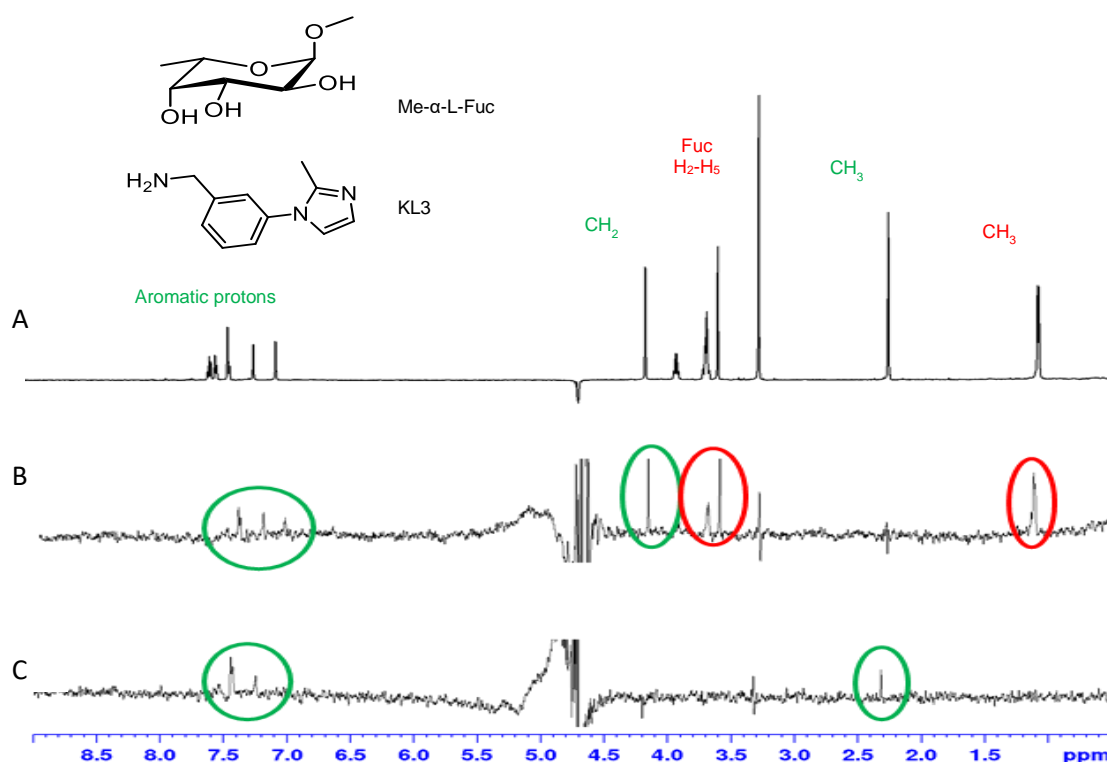 O
O
OH
OH
OH
Me-α-L-Fuc
H₂N
N
N
KL3
Fuc
H₂-H₅
CH₃
CH₂
CH₃
Aromatic protons
A
B
C
8.5 8.0 7.5 7.0 6.5 6.0 5.5 5.0 4.5 4.0 3.5 3.0 2.5 2.0 1.5 ppm